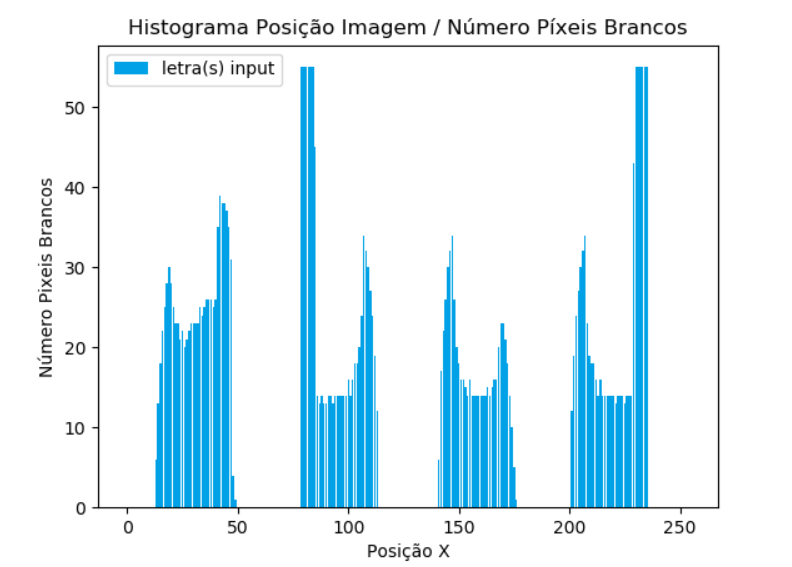 Histograma Posição Imagem / Número Píxeis Brancos
letra(s) input
50
40
30
20
10
0
Número Pixeis Brancos
0 50 100 150 200 250
Posição X